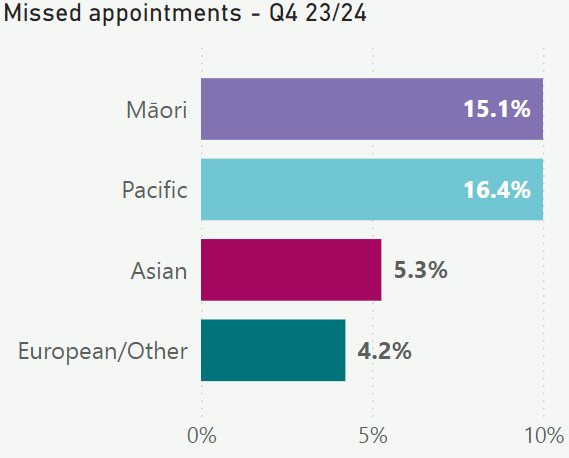 Missed appointments - Q4 23/24
Māori 15.1%
Pacific 16.4%
Asian 5.3%
European/Other 4.2%
0% 5% 10%